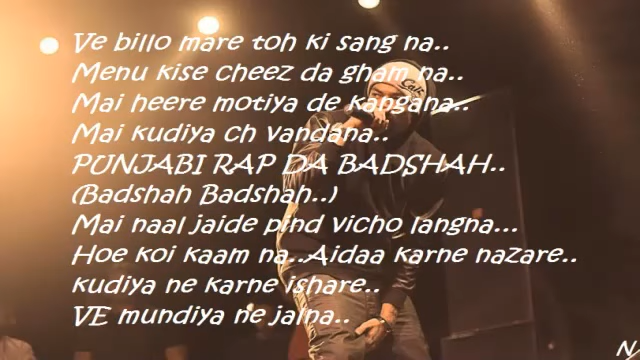 Ve billo mare toh ki sang na..
Menu kise cheez da gham na..
Mai heere motiya de kangana..
Mai kudiya ch vandana..
PUNJABI RAP DA BADSHAH..
(Badshah Badshah..)
Mai naal jaide pind vicho langna...
Hoe koi kaam na..Aidaa karne nazare..
kudiya ne karne ishare..
VE mundiya ne jalna..
N